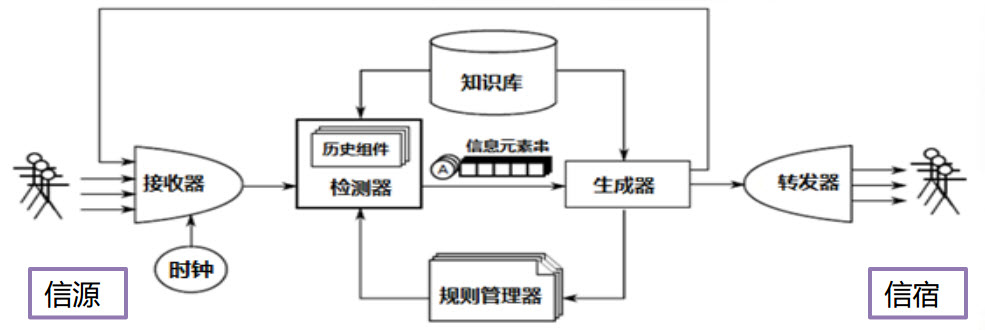 知识库
历史组件
信息元素串
A
接收器
检测器
生成器
转发器
时钟
规则管理器
信源
信宿